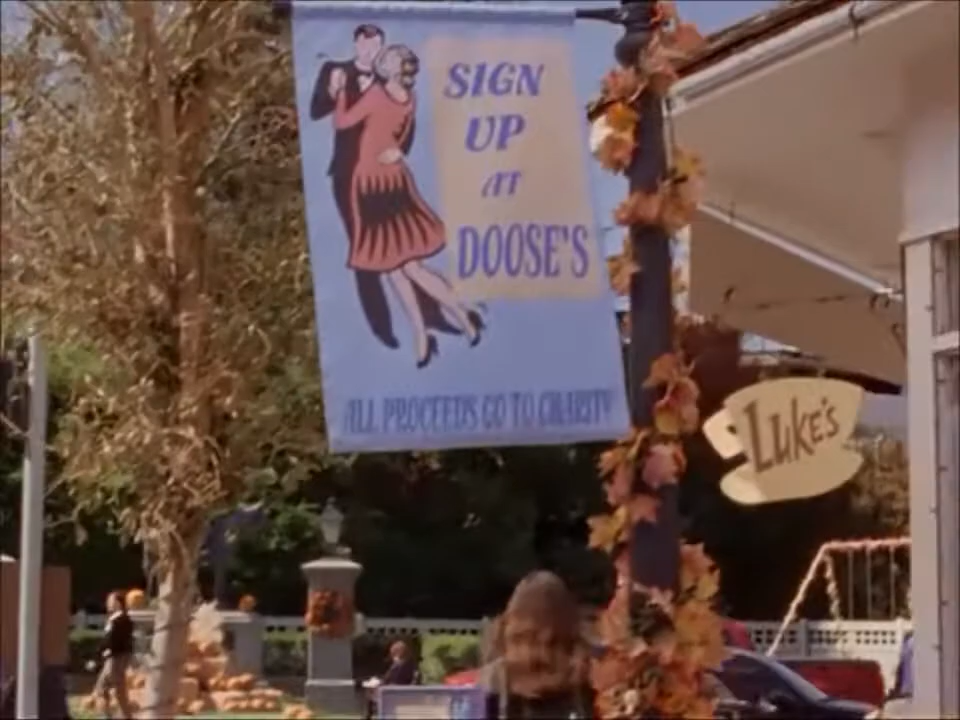 SIGN
UP
AT
DOOSE'S
ALL PROCEEDS GO TO CHARITY
LUKE'S